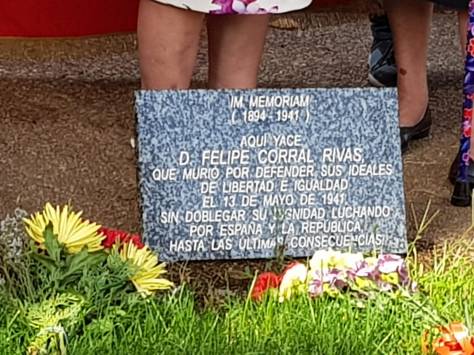 IM MEMORIAM
( 1894 - 1941 )
AQUI YACE
D. FELIPE CORRAL RIVAS,
QUE MURIÓ POR DEFENDER SUS IDEALES
DE LIBERTAD E IGUALDAD
EL 13 DE MAYO DE 1941
SIN DOBLEGAR SU DIGNIDAD LUCHANDO
POR ESPAÑA Y LA REPÚBLICA
HASTA LAS ÚLTIMAS CONSECUENCIAS!